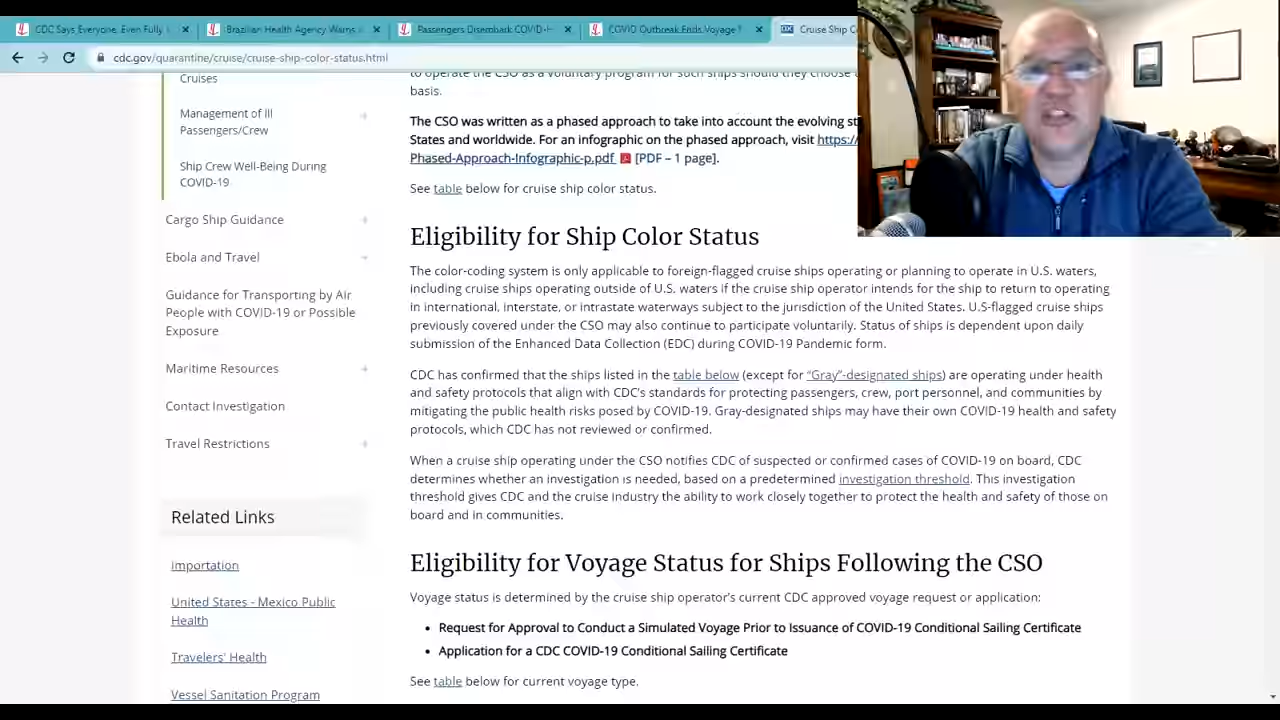 CDC Says Everyone, Even Fully
Brazilian Health Agency Warns
Passengers Disembark COVID-
COVID Outbreak Ends Voyage
Cruise Ship Co
cdc.gov/quarantine/cruise/cruise-ship-color-status.html
Cruises
Management of Ill
Passengers/Crew
Ship Crew Well-Being During
COVID-19
Cargo Ship Guidance
Ebola and Travel
Guidance for Transporting by Air
People with COVID-19 or Possible
Exposure
Maritime Resources
Contact Investigation
Travel Restrictions
Related Links
Importation
United States - Mexico Public
Health
Travelers' Health
Vessel Sanitation Program
to operate the CSO as a voluntary program for such ships should they choose
basis.
The CSO was written as a phased approach to take into account the evolving
States and worldwide. For an infographic on the phased approach, visit https:/
Phased-Approach-Infographic-p.pdf [PDF – 1 page].
See table below for cruise ship color status.
Eligibility for Ship Color Status
The color-coding system is only applicable to foreign-flagged cruise ships operating or planning to operate in U.S. waters,
including cruise ships operating outside of U.S. waters if the cruise ship operator intends for the ship to return to operating
in international, interstate, or intrastate waterways subject to the jurisdiction of the United States. U.S-flagged cruise ships
previously covered under the CSO may also continue to participate voluntarily. Status of ships is dependent upon daily
submission of the Enhanced Data Collection (EDC) during COVID-19 Pandemic form.
CDC has confirmed that the ships listed in the table below (except for “Gray”-designated ships) are operating under health
and safety protocols that align with CDC’s standards for protecting passengers, crew, port personnel, and communities by
mitigating the public health risks posed by COVID-19. Gray-designated ships may have their own COVID-19 health and safety
protocols, which CDC has not reviewed or confirmed.
When a cruise ship operating under the CSO notifies CDC of suspected or confirmed cases of COVID-19 on board, CDC
determines whether an investigation is needed, based on a predetermined investigation threshold. This investigation
threshold gives CDC and the cruise industry the ability to work closely together to protect the health and safety of those on
board and in communities.
Eligibility for Voyage Status for Ships Following the CSO
Voyage status is determined by the cruise ship operator’s current CDC approved voyage request or application:
• Request for Approval to Conduct a Simulated Voyage Prior to Issuance of COVID-19 Conditional Sailing Certificate
• Application for a CDC COVID-19 Conditional Sailing Certificate
See table below for current voyage type.